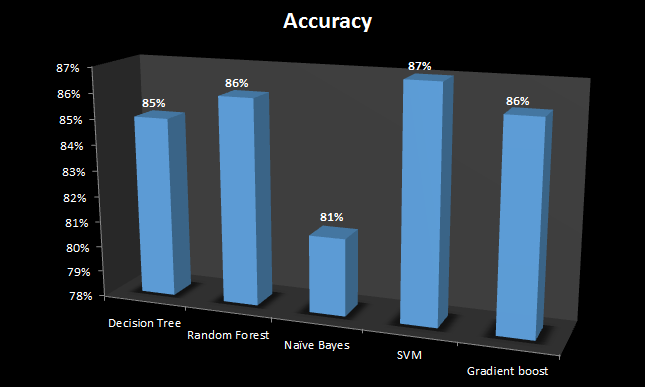 Accuracy
87%
86%
85%
84%
83%
82%
81%
80%
79%
78%
85%
86%
81%
87%
86%
Decision Tree
Random Forest
Naïve Bayes
SVM
Gradient boost